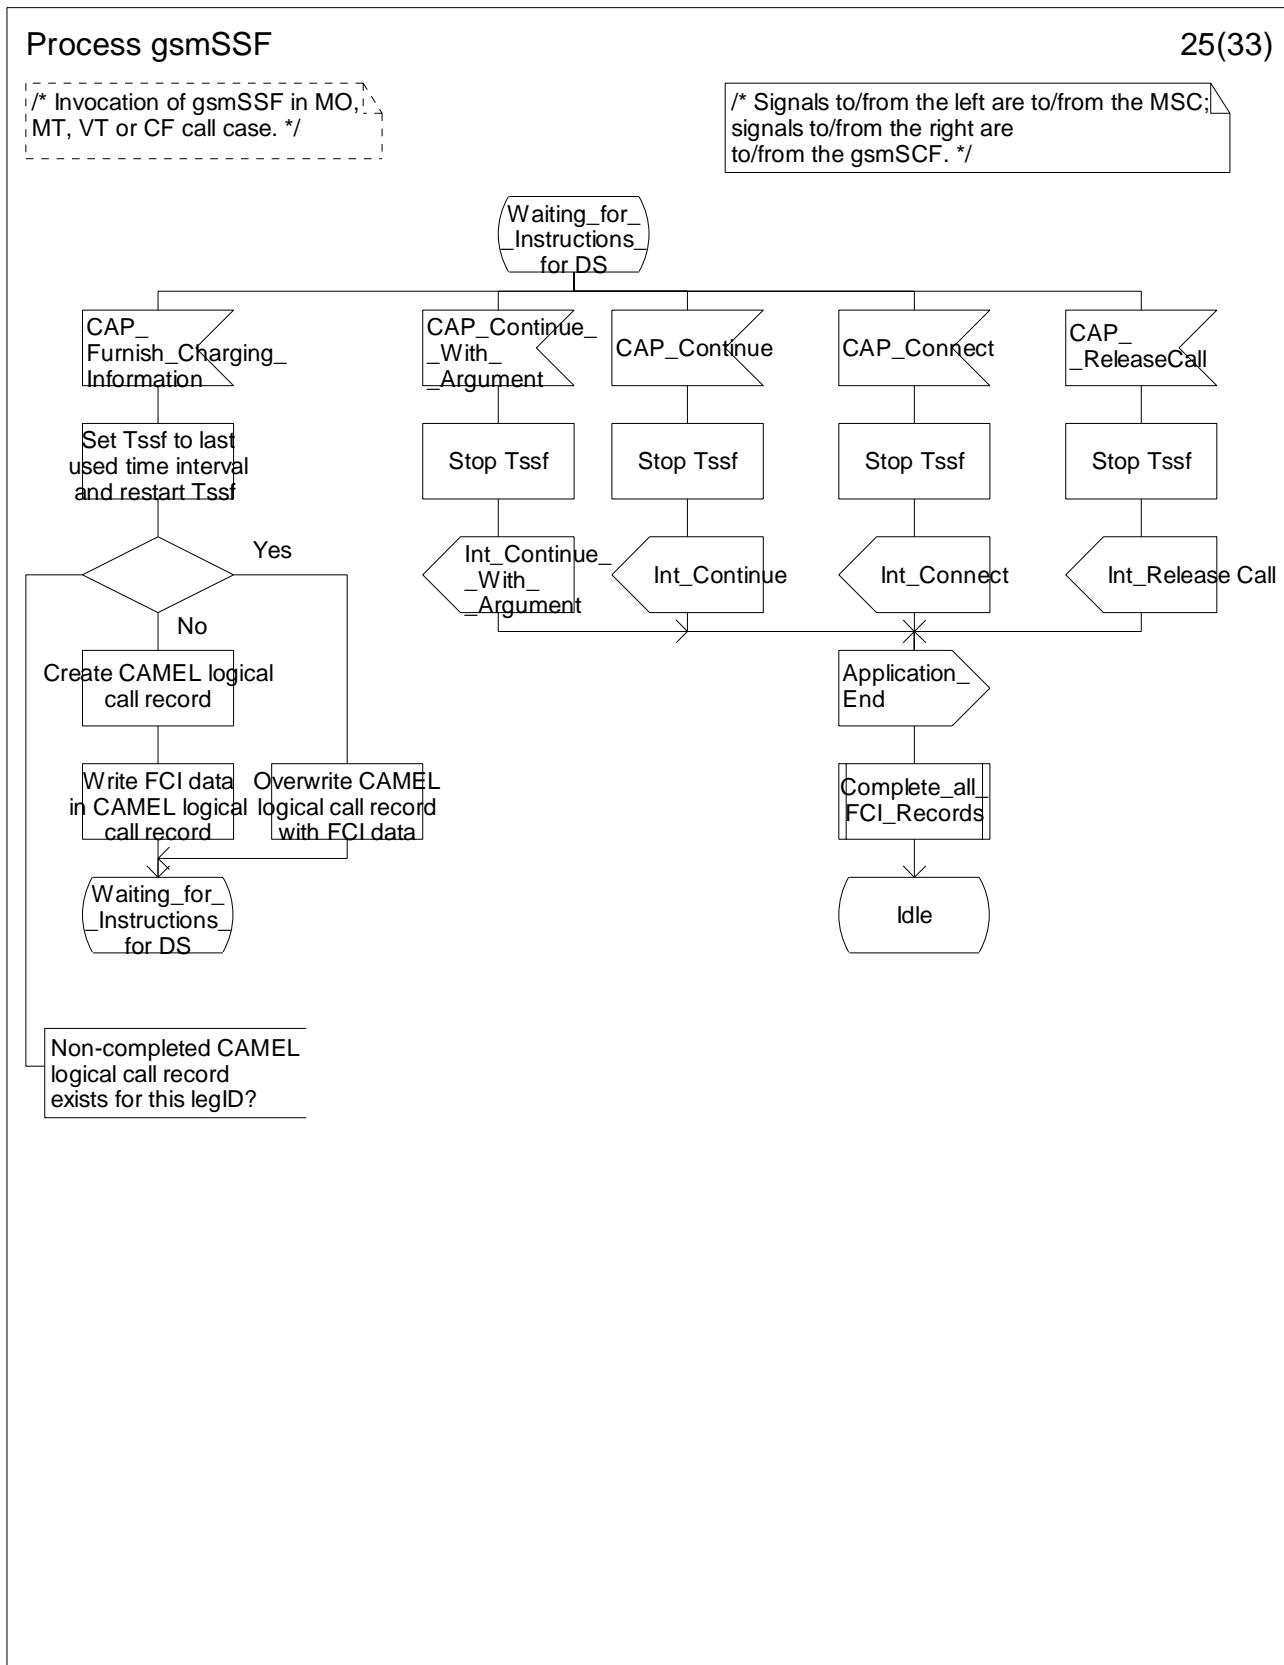 Process gsmSSF
25(33)
/* Invocation of gsmSSF in MO,
MT, VT or CF call case. */
/* Signals to/from the left are to/from the MSC;
signals to/from the right are
to/from the gsmSCF. */
Waiting_for_
_Instructions_
for DS
CAP_
Furnish_Charging_
Information
CAP_Continue_
_With_
_Argument
CAP_Continue
CAP_Connect
CAP_
_ReleaseCall
Set Tssf to last
used time interval
and restart Tssf
Stop Tssf
Stop Tssf
Stop Tssf
Stop Tssf
Yes
No
Int_Continue_
_With_
_Argument
Int_Continue
Int_Connect
Int_Release Call
Create CAMEL logical
call record
Application_
End
Write FCI data
in CAMEL logical
call record
Overwrite CAMEL
logical call record
with FCI data
Complete_all_
FCI_Records
Waiting_for_
_Instructions_
for DS
Idle
Non-completed CAMEL
logical call record
exists for this legID?